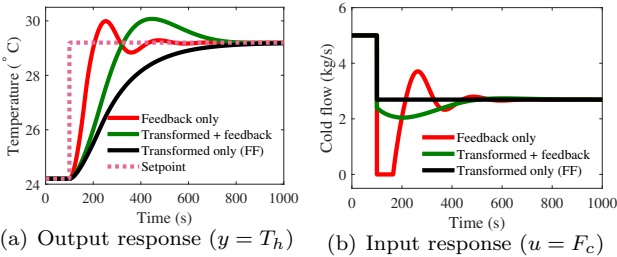 30
28
26
24
Temperature (°C)
Feedback only
Transformed + feedback
Transformed only (FF)
Setpoint
0 200 400 600 800 1000
Time (s)
(a) Output response (y = T_h)
6
4
2
0
Cold flow (kg/s)
Feedback only
Transformed + feedback
Transformed only (FF)
0 200 400 600 800 1000
Time (s)
(b) Input response (u = F_c)